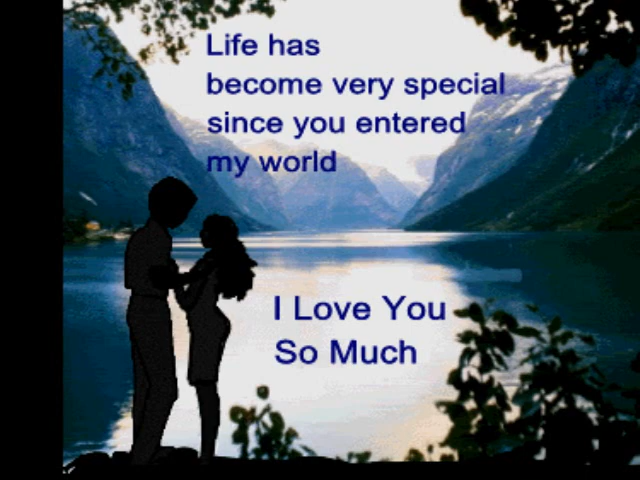 Life has
become very special
since you entered
my world
I Love You
So Much